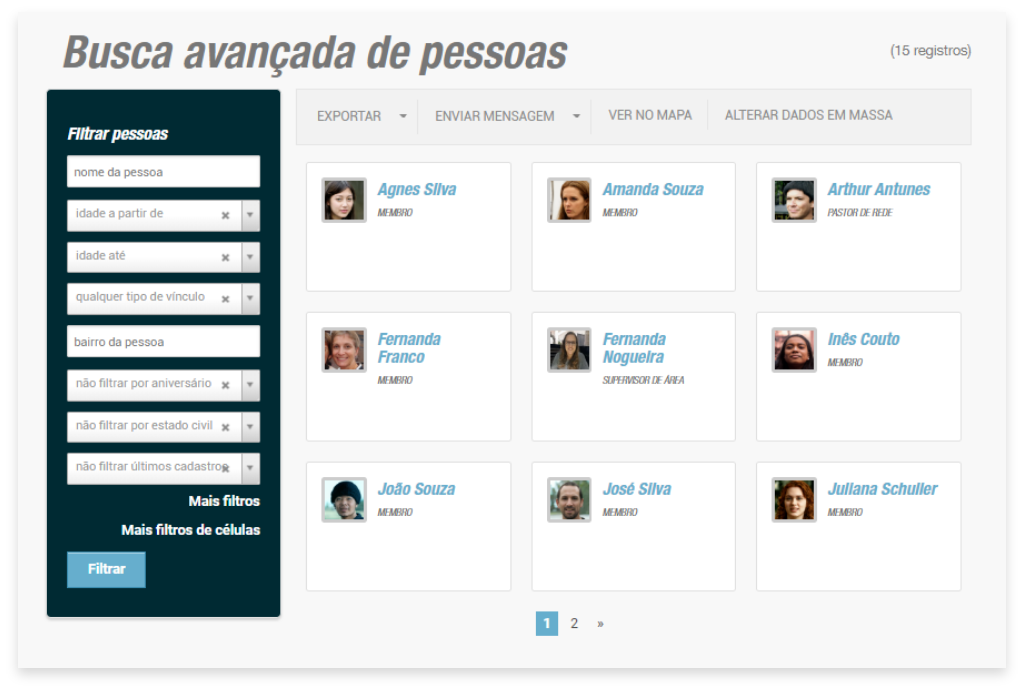 Busca avançada de pessoas
(15 registros)
Filtrar pessoas
nome da pessoa
idade a partir de
idade até
qualquer tipo de vínculo
bairro da pessoa
não filtrar por aniversário
não filtrar por estado civil
não filtrar últimos cadastros
Mais filtros
Mais filtros de células
Filtrar
EXPORTAR
ENVIAR MENSAGEM
VER NO MAPA
ALTERAR DADOS EM MASSA
Agnes Silva
MEMBRO
Amanda Souza
MEMBRO
Arthur Antunes
PASTOR DE REDE
Fernanda
Franco
MEMBRO
Fernanda
Nogueira
SUPERVISOR DE ÁREA
Inês Couto
MEMBRO
João Souza
MEMBRO
José Silva
MEMBRO
Juliana Schuller
MEMBRO
1 2 »